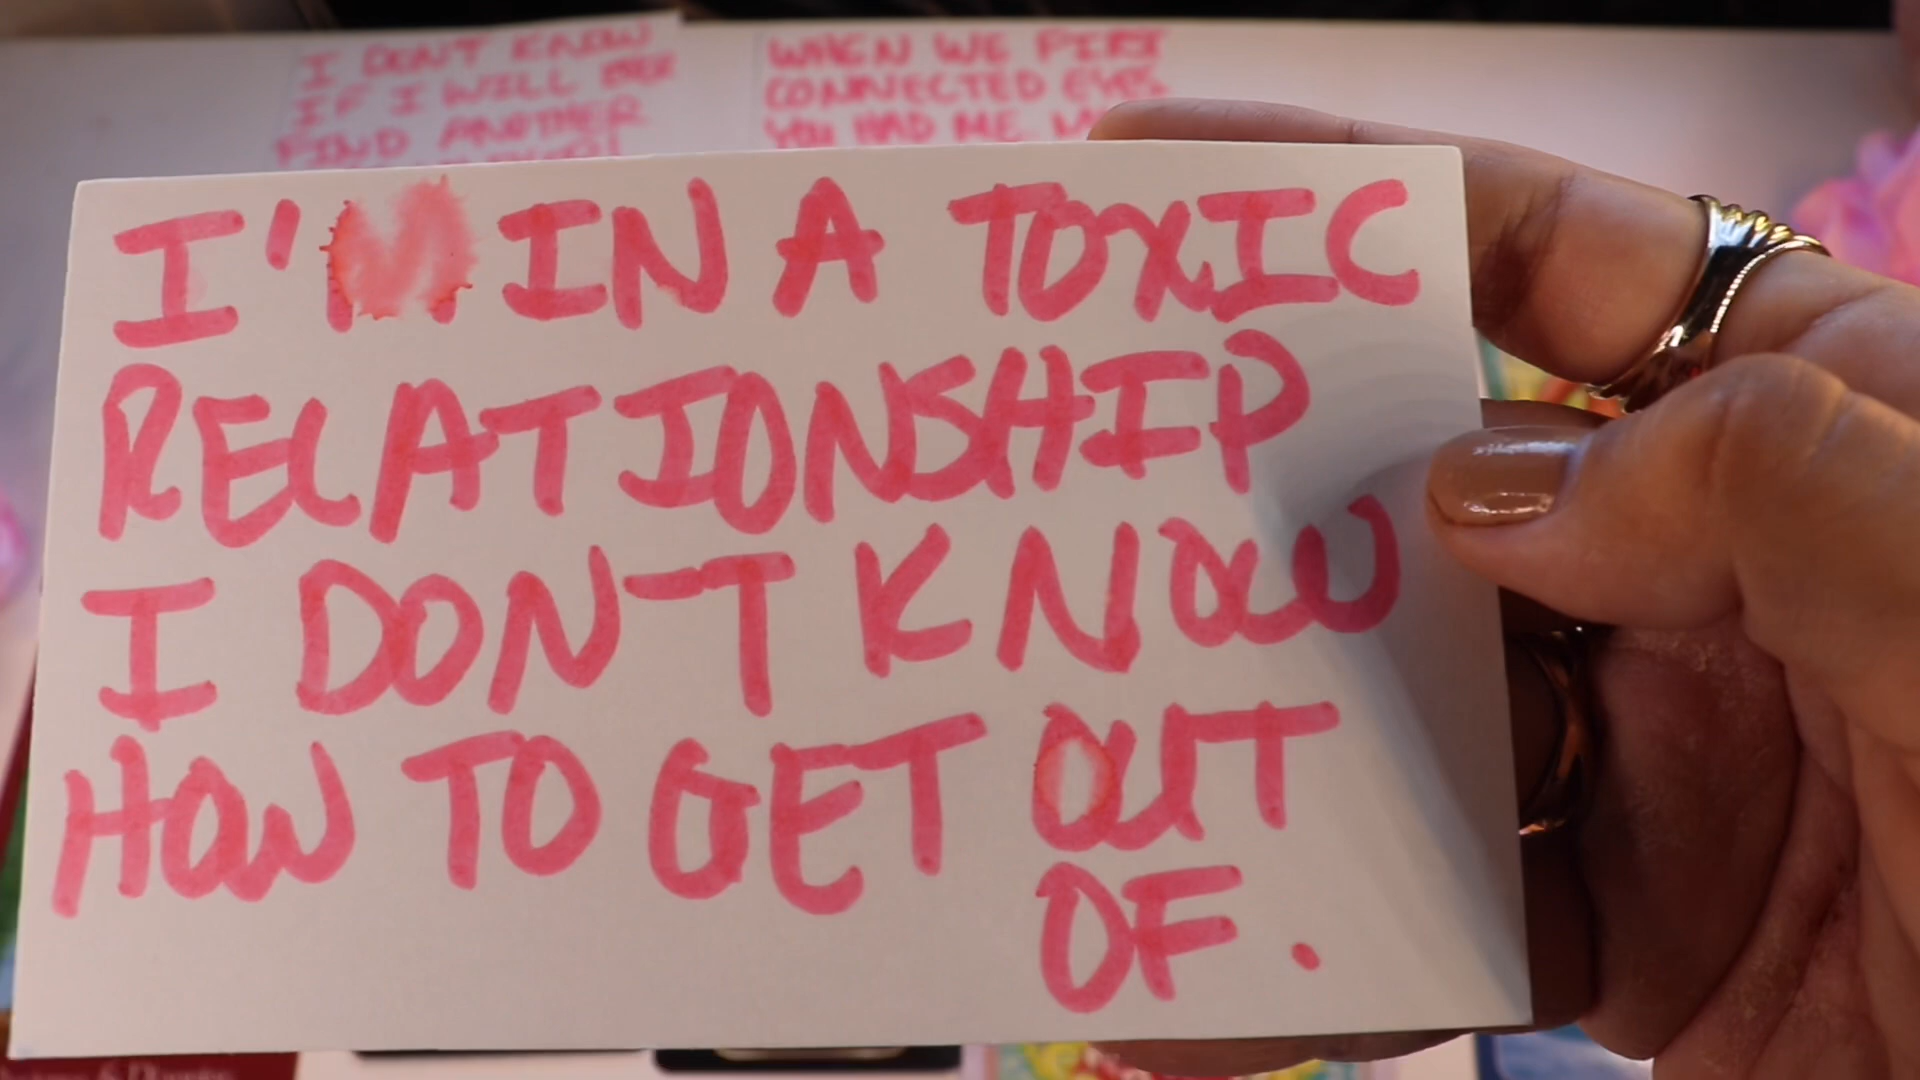 I DON'T KNOW
IF I WILL EVER
FIND ANOTHER
WHEN WE FIRST
CONNECTED EYES
YOU HAD ME.
I'M IN A TOXIC
RELATIONSHIP
I DON'T KNOW
HOW TO GET OUT
OF.